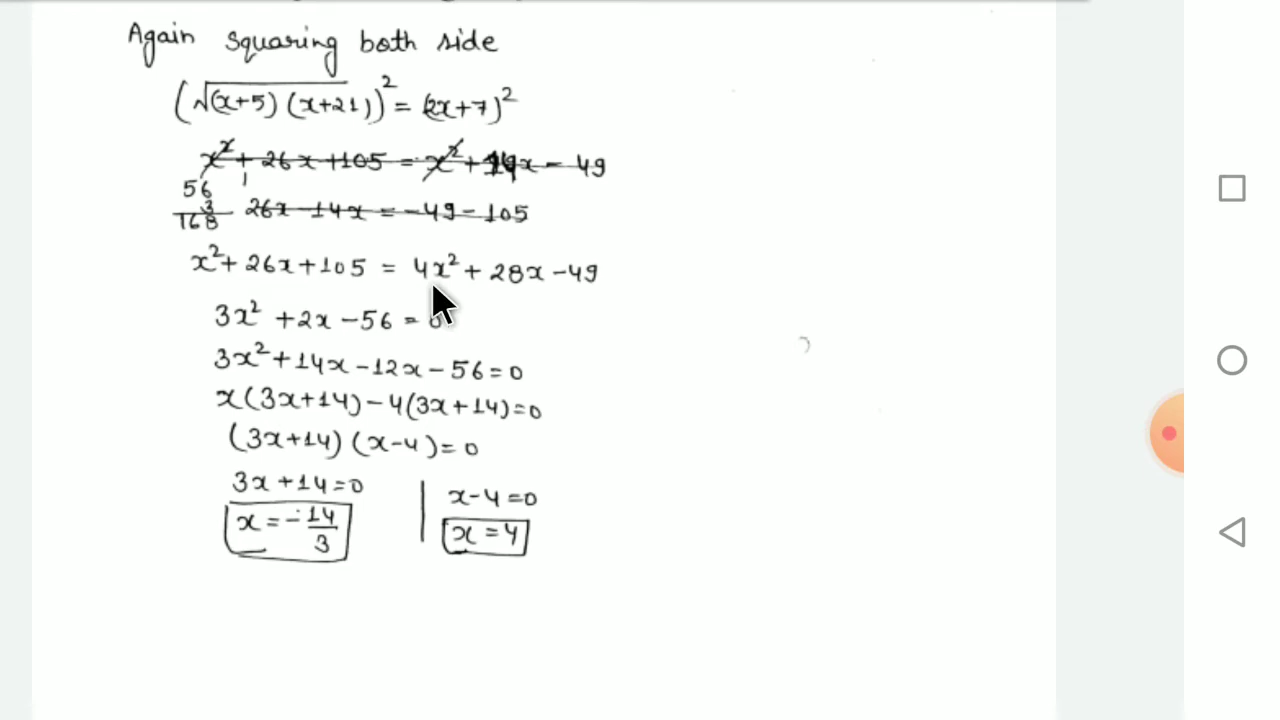 Again squaring both side
(√(x+5)(x+21))² = (2x+7)²
x² + 26x+105 = x² + 14x - 49
56
3
168
26x - 14x = -49 - 105
x² + 26x+105 = 4x² + 28x - 49
3x² + 2x - 56 = 0
3x² + 14x - 12x - 56 = 0
x(3x+14) - 4(3x+14) = 0
(3x+14) (x-4) = 0
3x + 14 = 0
x = -14/3
x - 4 = 0
x = 4